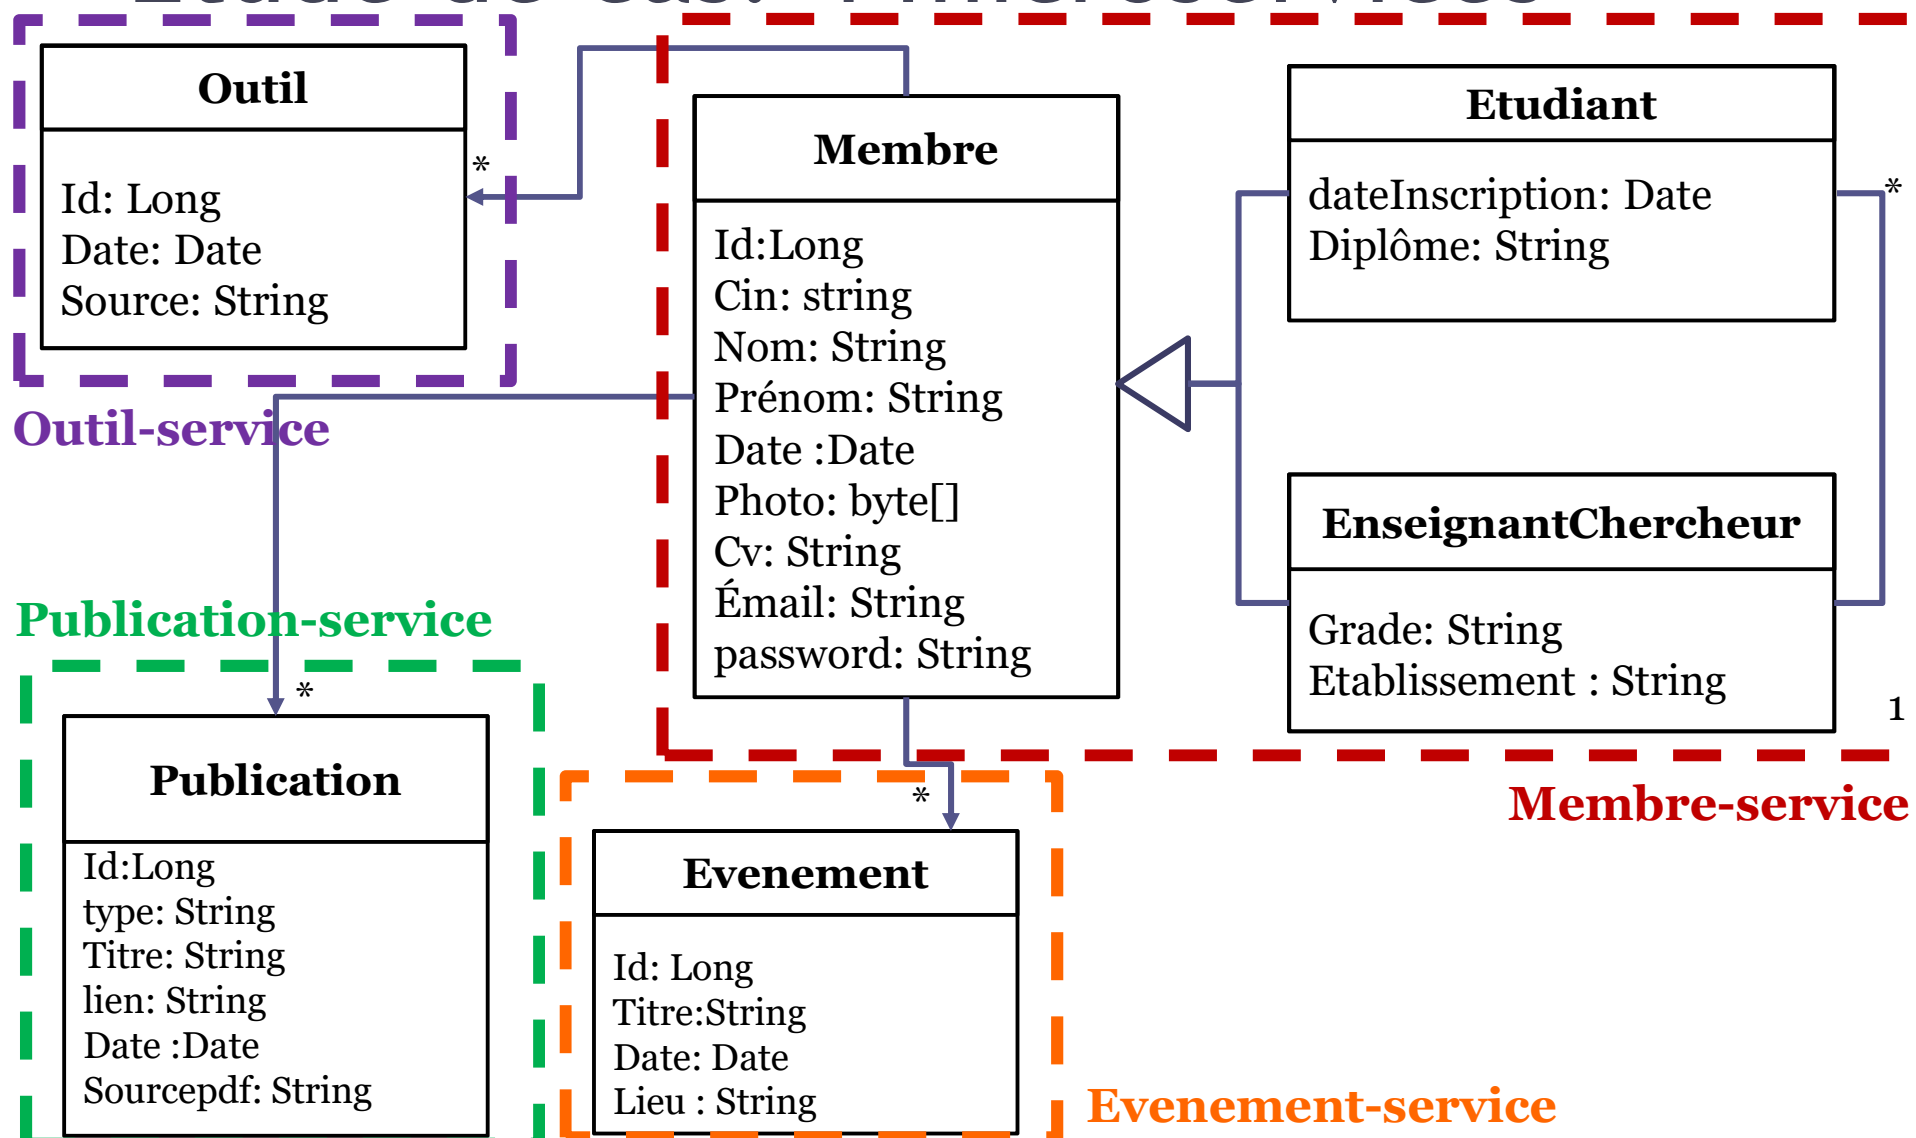 Outil
Id: Long
Date: Date
Source: String
*
Outil-service
Membre
Id:Long
Cin: string
Nom: String
Prénom: String
Date :Date
Photo: byte[]
Cv: String
Émail: String
password: String
Etudiant
dateInscription: Date
Diplôme: String
*
EnseignantChercheur
Grade: String
Etablissement : String
1
Membre-service
Publication-service
*
Publication
Id:Long
type: String
Titre: String
lien: String
Date :Date
Sourcepdf: String
*
Evenement
Id: Long
Titre:String
Date: Date
Lieu : String
Evenement-service